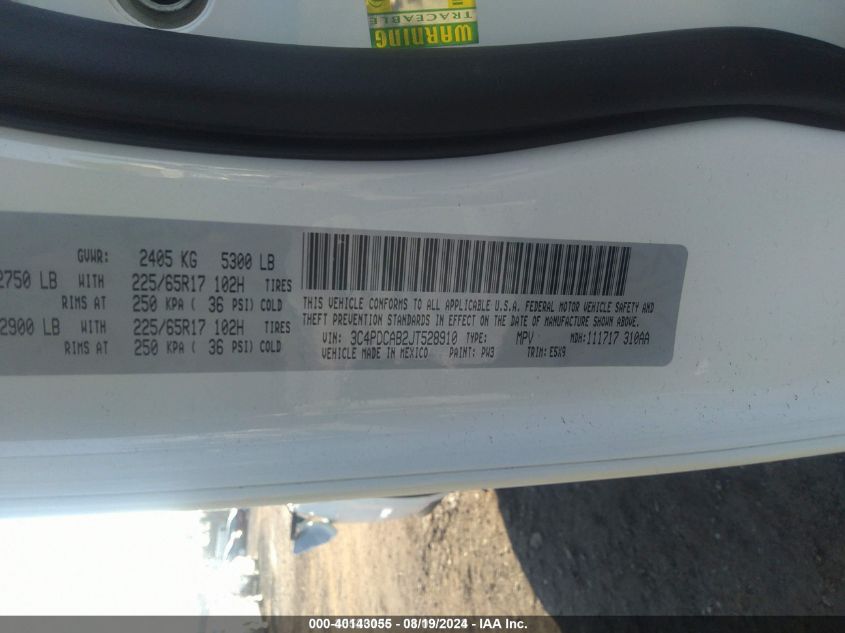 WARNING
TRACEABLE
GVWR: 2405 KG 5300 LB
2750 LB WITH 225/65R17 102H TIRES
RIMS AT 250 KPA ( 36 PSI) COLD
2900 LB WITH 225/65R17 102H TIRES
RIMS AT 250 KPA ( 36 PSI) COLD
THIS VEHICLE CONFORMS TO ALL APPLICABLE U.S.A. FEDERAL MOTOR VEHICLE SAFETY AND
THEFT PREVENTION STANDARDS IN EFFECT ON THE DATE OF MANUFACTURE SHOWN ABOVE.
VIN: 3C4PDCAB2JT528910 TYPE: MPV MDH: 111717 310AA
VEHICLE MADE IN MEXICO PAINT: PW3 TRIM: E5X9
000-40143055 - 08/19/2024 - IAA Inc.